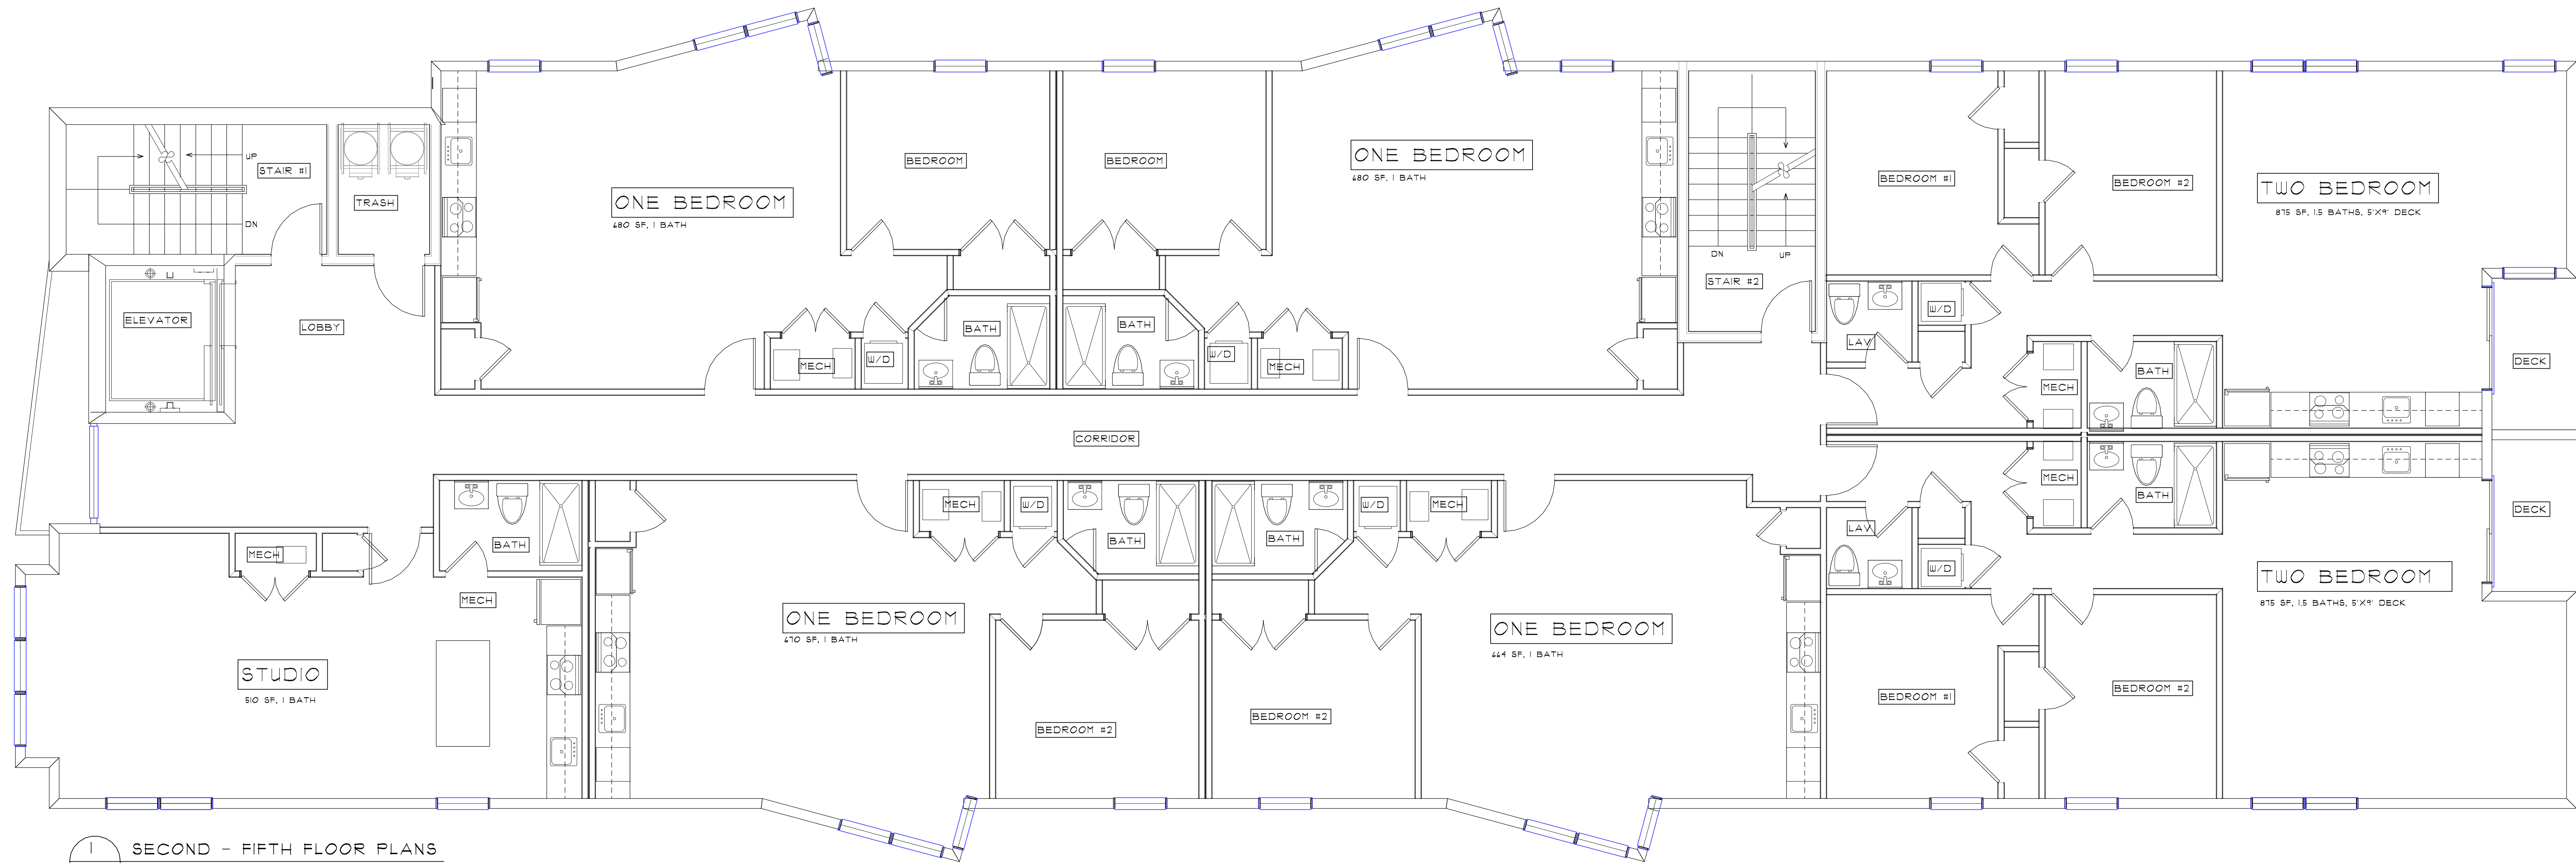 UP
STAIR #1
DN
TRASH
ELEVATOR
LOBBY
ONE BEDROOM
680 SF, 1 BATH
BEDROOM
MECH
W/D
BATH
BEDROOM
BATH
W/D
MECH
ONE BEDROOM
680 SF, 1 BATH
DN
UP
STAIR #2
BEDROOM #1
BEDROOM #2
TWO BEDROOM
875 SF, 1.5 BATHS, 5'X9' DECK
LAV
W/D
MECH
BATH
DECK
CORRIDOR
MECH
BATH
MECH
STUDIO
510 SF, 1 BATH
MECH
W/D
BATH
ONE BEDROOM
670 SF, 1 BATH
BEDROOM #2
BATH
W/D
MECH
BEDROOM #2
ONE BEDROOM
664 SF, 1 BATH
LAV
W/D
MECH
BATH
DECK
BEDROOM #1
BEDROOM #2
TWO BEDROOM
875 SF, 1.5 BATHS, 5'X9' DECK
1
SECOND - FIFTH FLOOR PLANS